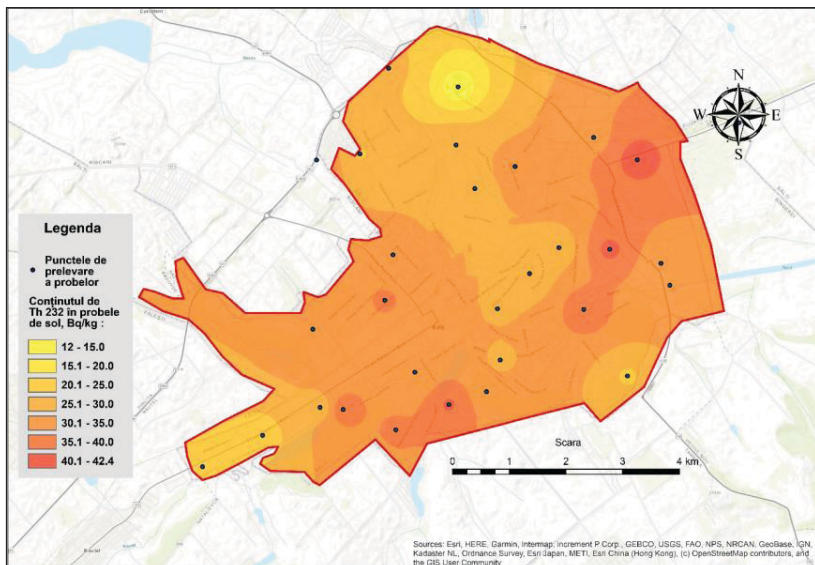 N
W
E
S
Legenda
Punctele de
prelevare
a probelor
Conținutul de
Th 232 în probele
de sol, Bq/kg :
12 - 15.0
15.1 - 20.0
20.1 - 25.0
25.1 - 30.0
30.1 - 35.0
35.1 - 40.0
40.1 - 42.4
Scara
0 1 2 3 4 km
Sources: Esri, HERE, Garmin, Intermap, increment P Corp., GEBCO, USGS, FAO, NPS, NRCAN, GeoBase, IGN,
Kadaster NL, Ordnance Survey, Esri Japan, METI, Esri China (Hong Kong), (c) OpenStreetMap contributors, and
the GIS User Community